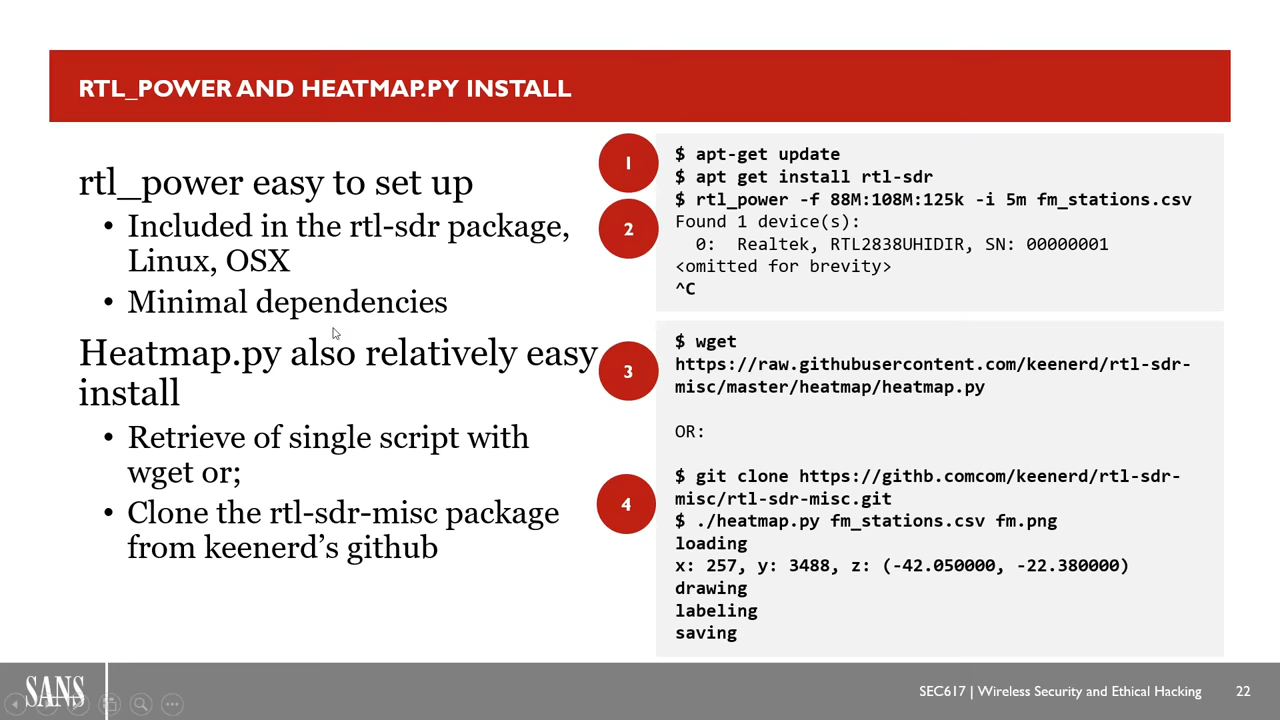 RTL_POWER AND HEATMAP.PY INSTALL
rtl_power easy to set up
• Included in the rtl-sdr package,
Linux, OSX
• Minimal dependencies
Heatmap.py also relatively easy
install
• Retrieve of single script with
wget or;
• Clone the rtl-sdr-misc package
from keenerd's github
1
2
$ apt-get update
$ apt get install rtl-sdr
$ rtl_power -f 88M:108M:125k -i 5m fm_stations.csv
Found 1 device(s):
0: Realtek, RTL2838UHIDIR, SN: 00000001
<omitted for brevity>
^C
3
$ wget
https://raw.githubusercontent.com/keenerd/rtl-sdr-
misc/master/heatmap/heatmap.py
OR:
4
$ git clone https://githb.comcom/keenerd/rtl-sdr-
misc/rtl-sdr-misc.git
$ ./heatmap.py fm_stations.csv fm.png
loading
x: 257, y: 3488, z: (-42.050000, -22.380000)
drawing
labeling
saving
SANS
SEC617 | Wireless Security and Ethical Hacking 22